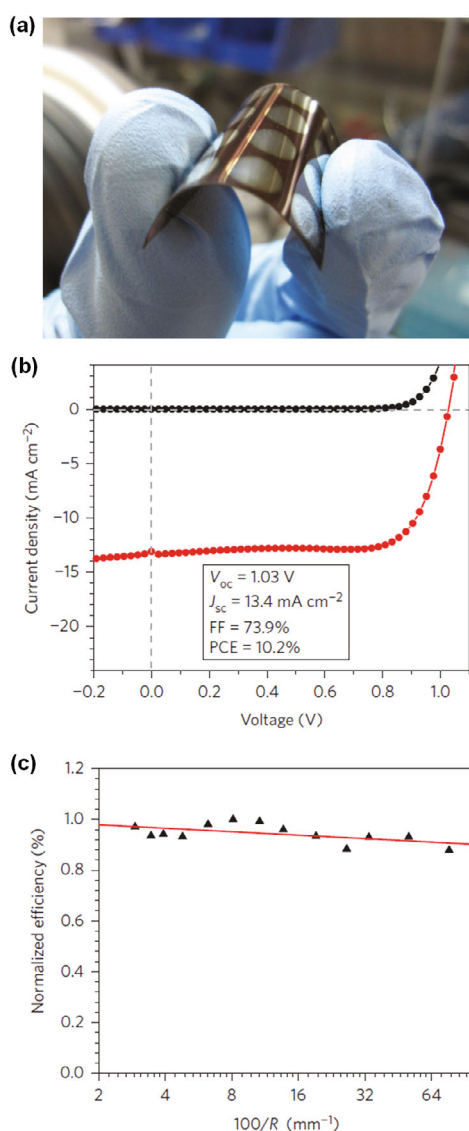 (a)
(b)
0
−5
−10
−15
−20
Current density (mA cm−2)
Voc = 1.03 V
Jsc = 13.4 mA cm−2
FF = 73.9%
PCE = 10.2%
−0.2 0.0 0.2 0.4 0.6 0.8 1.0
Voltage (V)
(c)
1.2
1.0
0.8
0.6
0.4
0.2
0.0
Normalized efficiency (%)
2 4 8 16 32 64
100/R (mm−1)